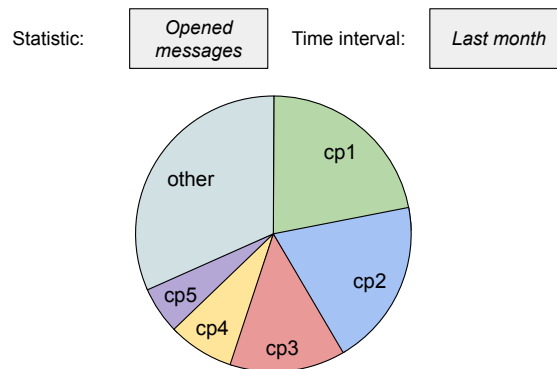 Statistic:
Opened
messages
Time interval:
Last month
cp1
other
cp2
cp5
cp4
cp3